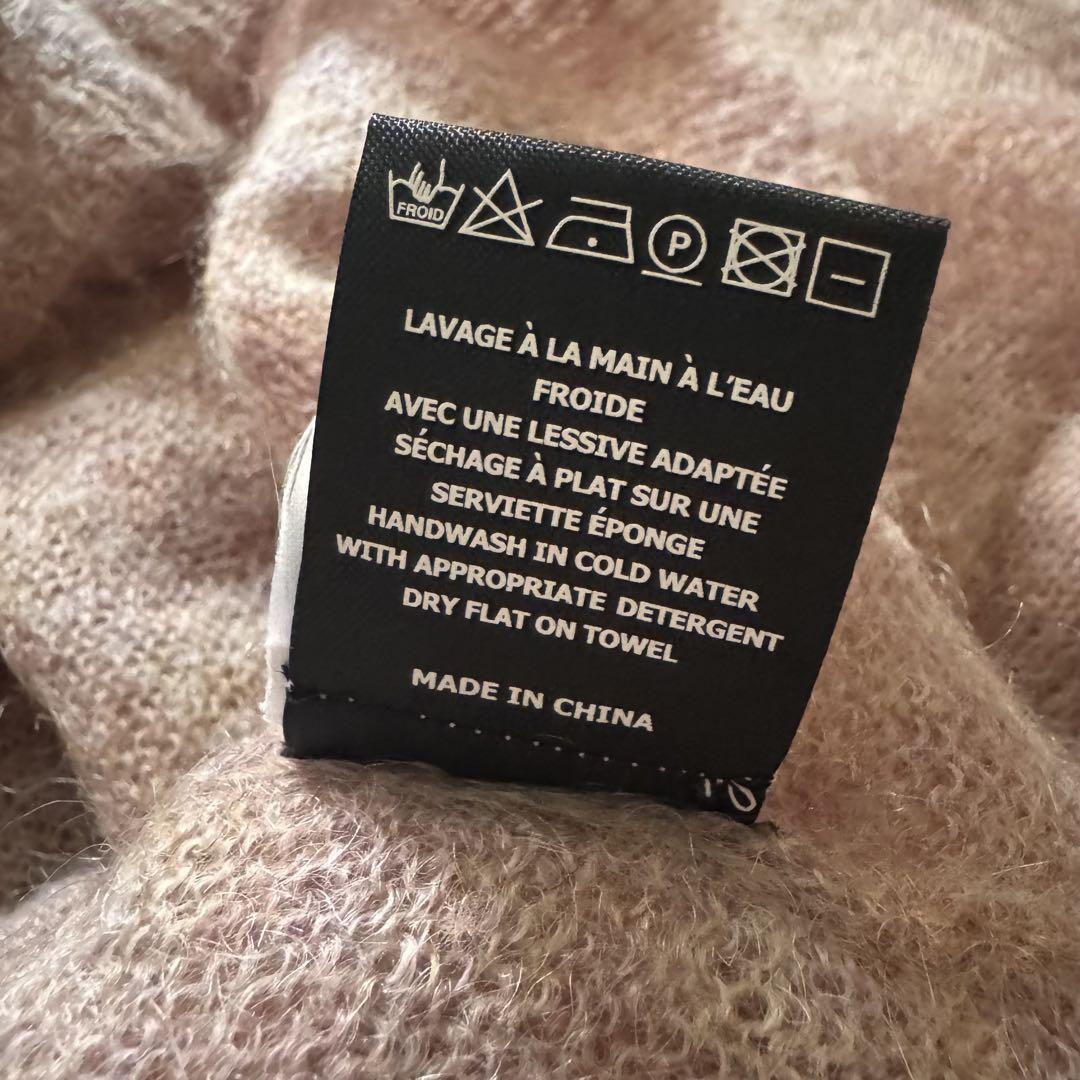 FROID
P
LAVAGE À LA MAIN À L'EAU
FROIDE
AVEC UNE LESSIVE ADAPTÉE
SÉCHAGE À PLAT SUR UNE
SERVIETTE ÉPONGE
HANDWASH IN COLD WATER
WITH APPROPRIATE DETERGENT
DRY FLAT ON TOWEL
MADE IN CHINA